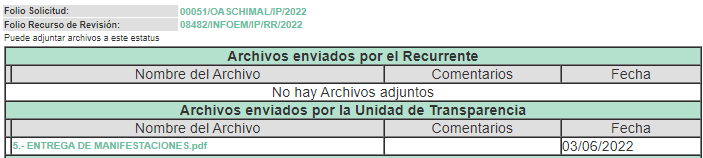 Folio Solicitud: 00051/OASCHIMAL/IP/2022
Folio Recurso de Revisión: 08482/INFOEM/IP/RR/2022
Puede adjuntar archivos a este estatus
Archivos enviados por el Recurrente
Nombre del Archivo Comentarios Fecha
No hay Archivos adjuntos
Archivos enviados por la Unidad de Transparencia
Nombre del Archivo Comentarios Fecha
5.- ENTREGA DE MANIFESTACIONES.pdf 03/06/2022